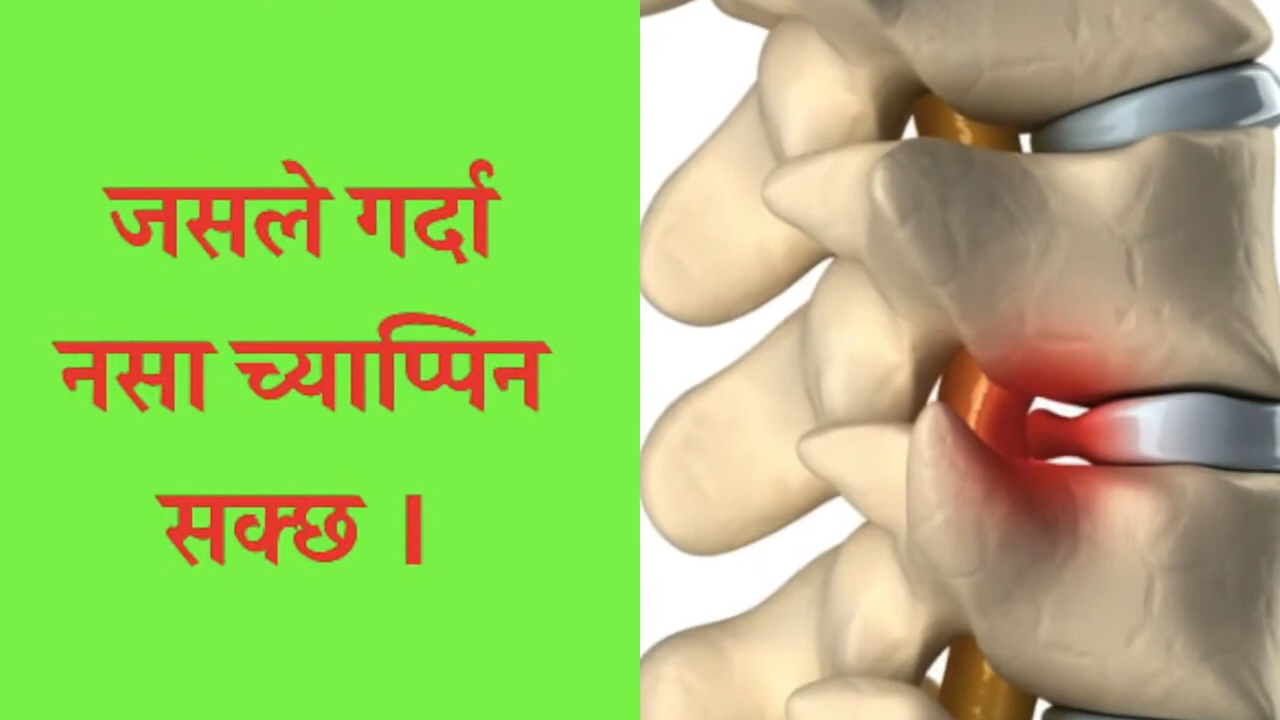 जसले गर्दा
नसा च्याप्पिन
सक्छ ।